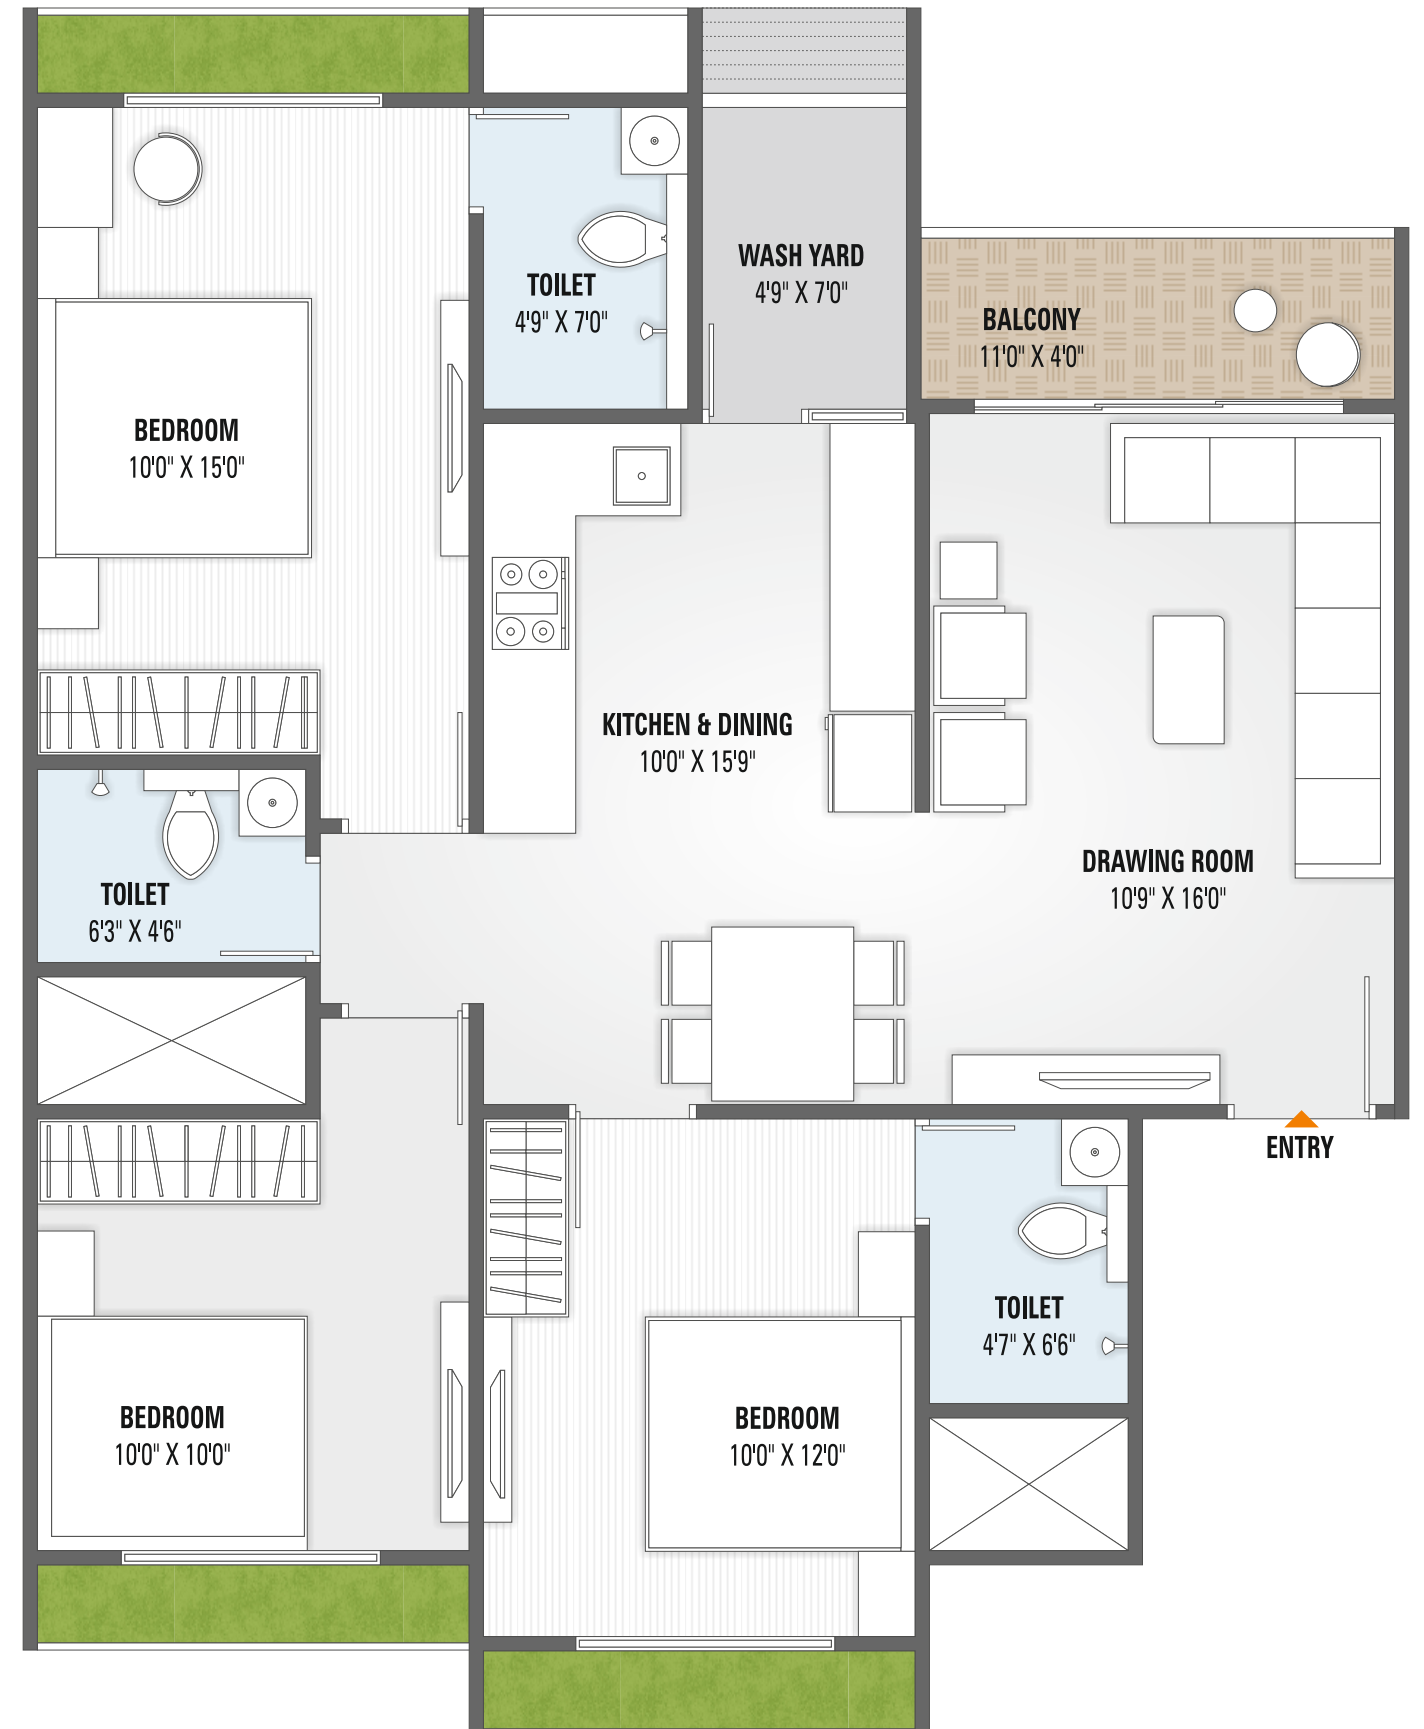 WASH YARD
4'9" X 7'0"
TOILET
4'9" X 7'0"
BALCONY
11'0" X 4'0"
BEDROOM
10'0" X 15'0"
KITCHEN & DINING
10'0" X 15'9"
DRAWING ROOM
10'9" X 16'0"
TOILET
6'3" X 4'6"
ENTRY
TOILET
4'7" X 6'6"
BEDROOM
10'0" X 10'0"
BEDROOM
10'0" X 12'0"